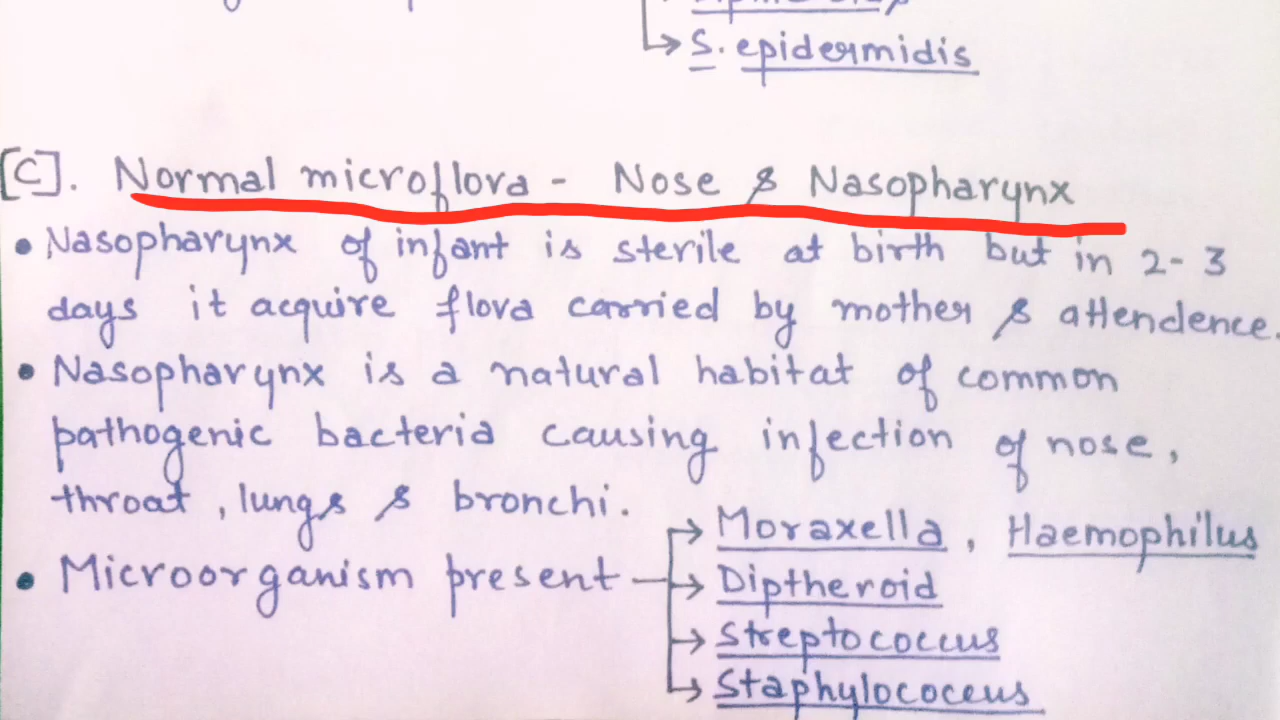 S. epidermidis
[C]. Normal microflora - Nose & Nasopharynx
• Nasopharynx of infant is sterile at birth but in 2-3
days it acquire flora carried by mother & attendence.
• Nasopharynx is a natural habitat of common
pathogenic bacteria causing infection of nose,
throat, lungs & bronchi.
• Microorganism present → Moraxella, Haemophilus
→ Diptheroid
→ Streptococcus
→ Staphylococcus